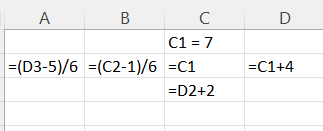 A B C D
C1 = 7
=(D3-5)/6 =(C2-1)/6 =C1 =C1+4
=D2+2